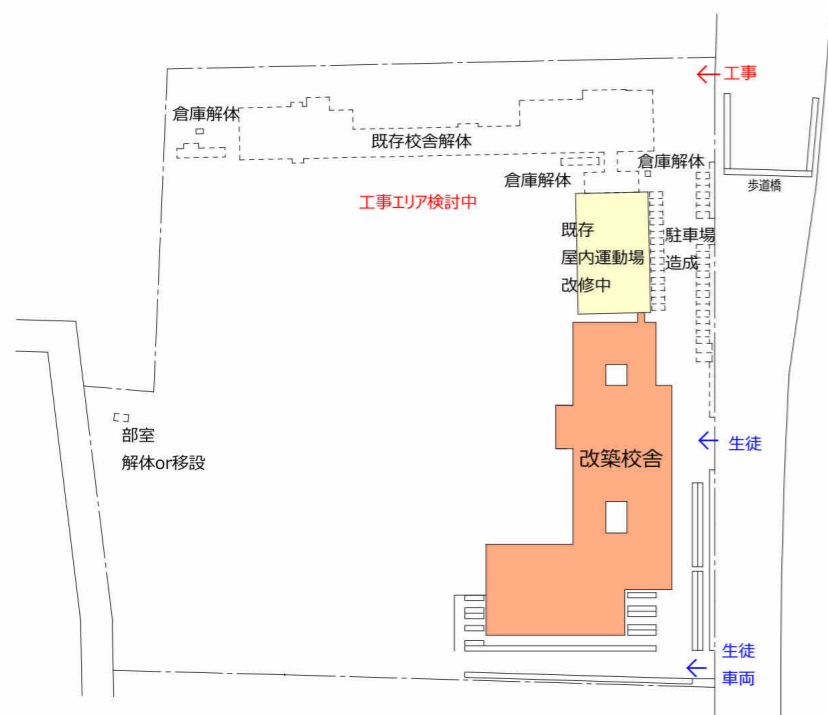 工事
倉庫解体
既存校舎解体
倉庫解体
倉庫解体
歩道橋
工事エリア検討中
既存
屋内運動場
改修中
駐車場
造成
部室
解体or移設
生徒
改築校舎
生徒
車両